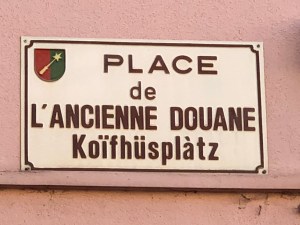 PLACE
de
L'ANCIENNE DOUANE
Koïfhüsplàtz